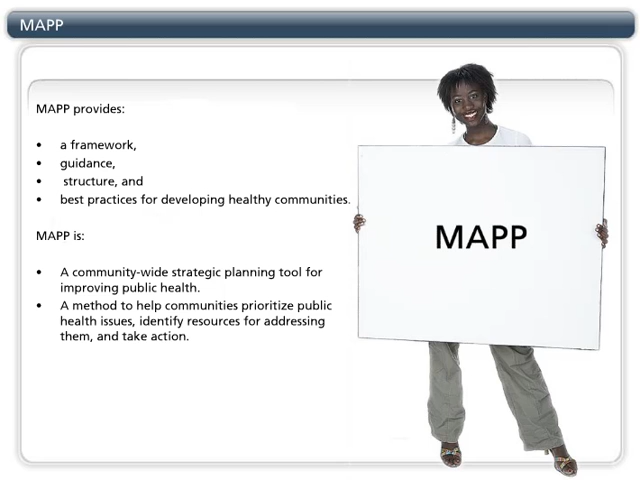 MAPP
MAPP provides:
• a framework,
• guidance,
• structure, and
• best practices for developing healthy communities.
MAPP is:
• A community-wide strategic planning tool for
improving public health.
• A method to help communities prioritize public
health issues, identify resources for addressing
them, and take action.
MAPP